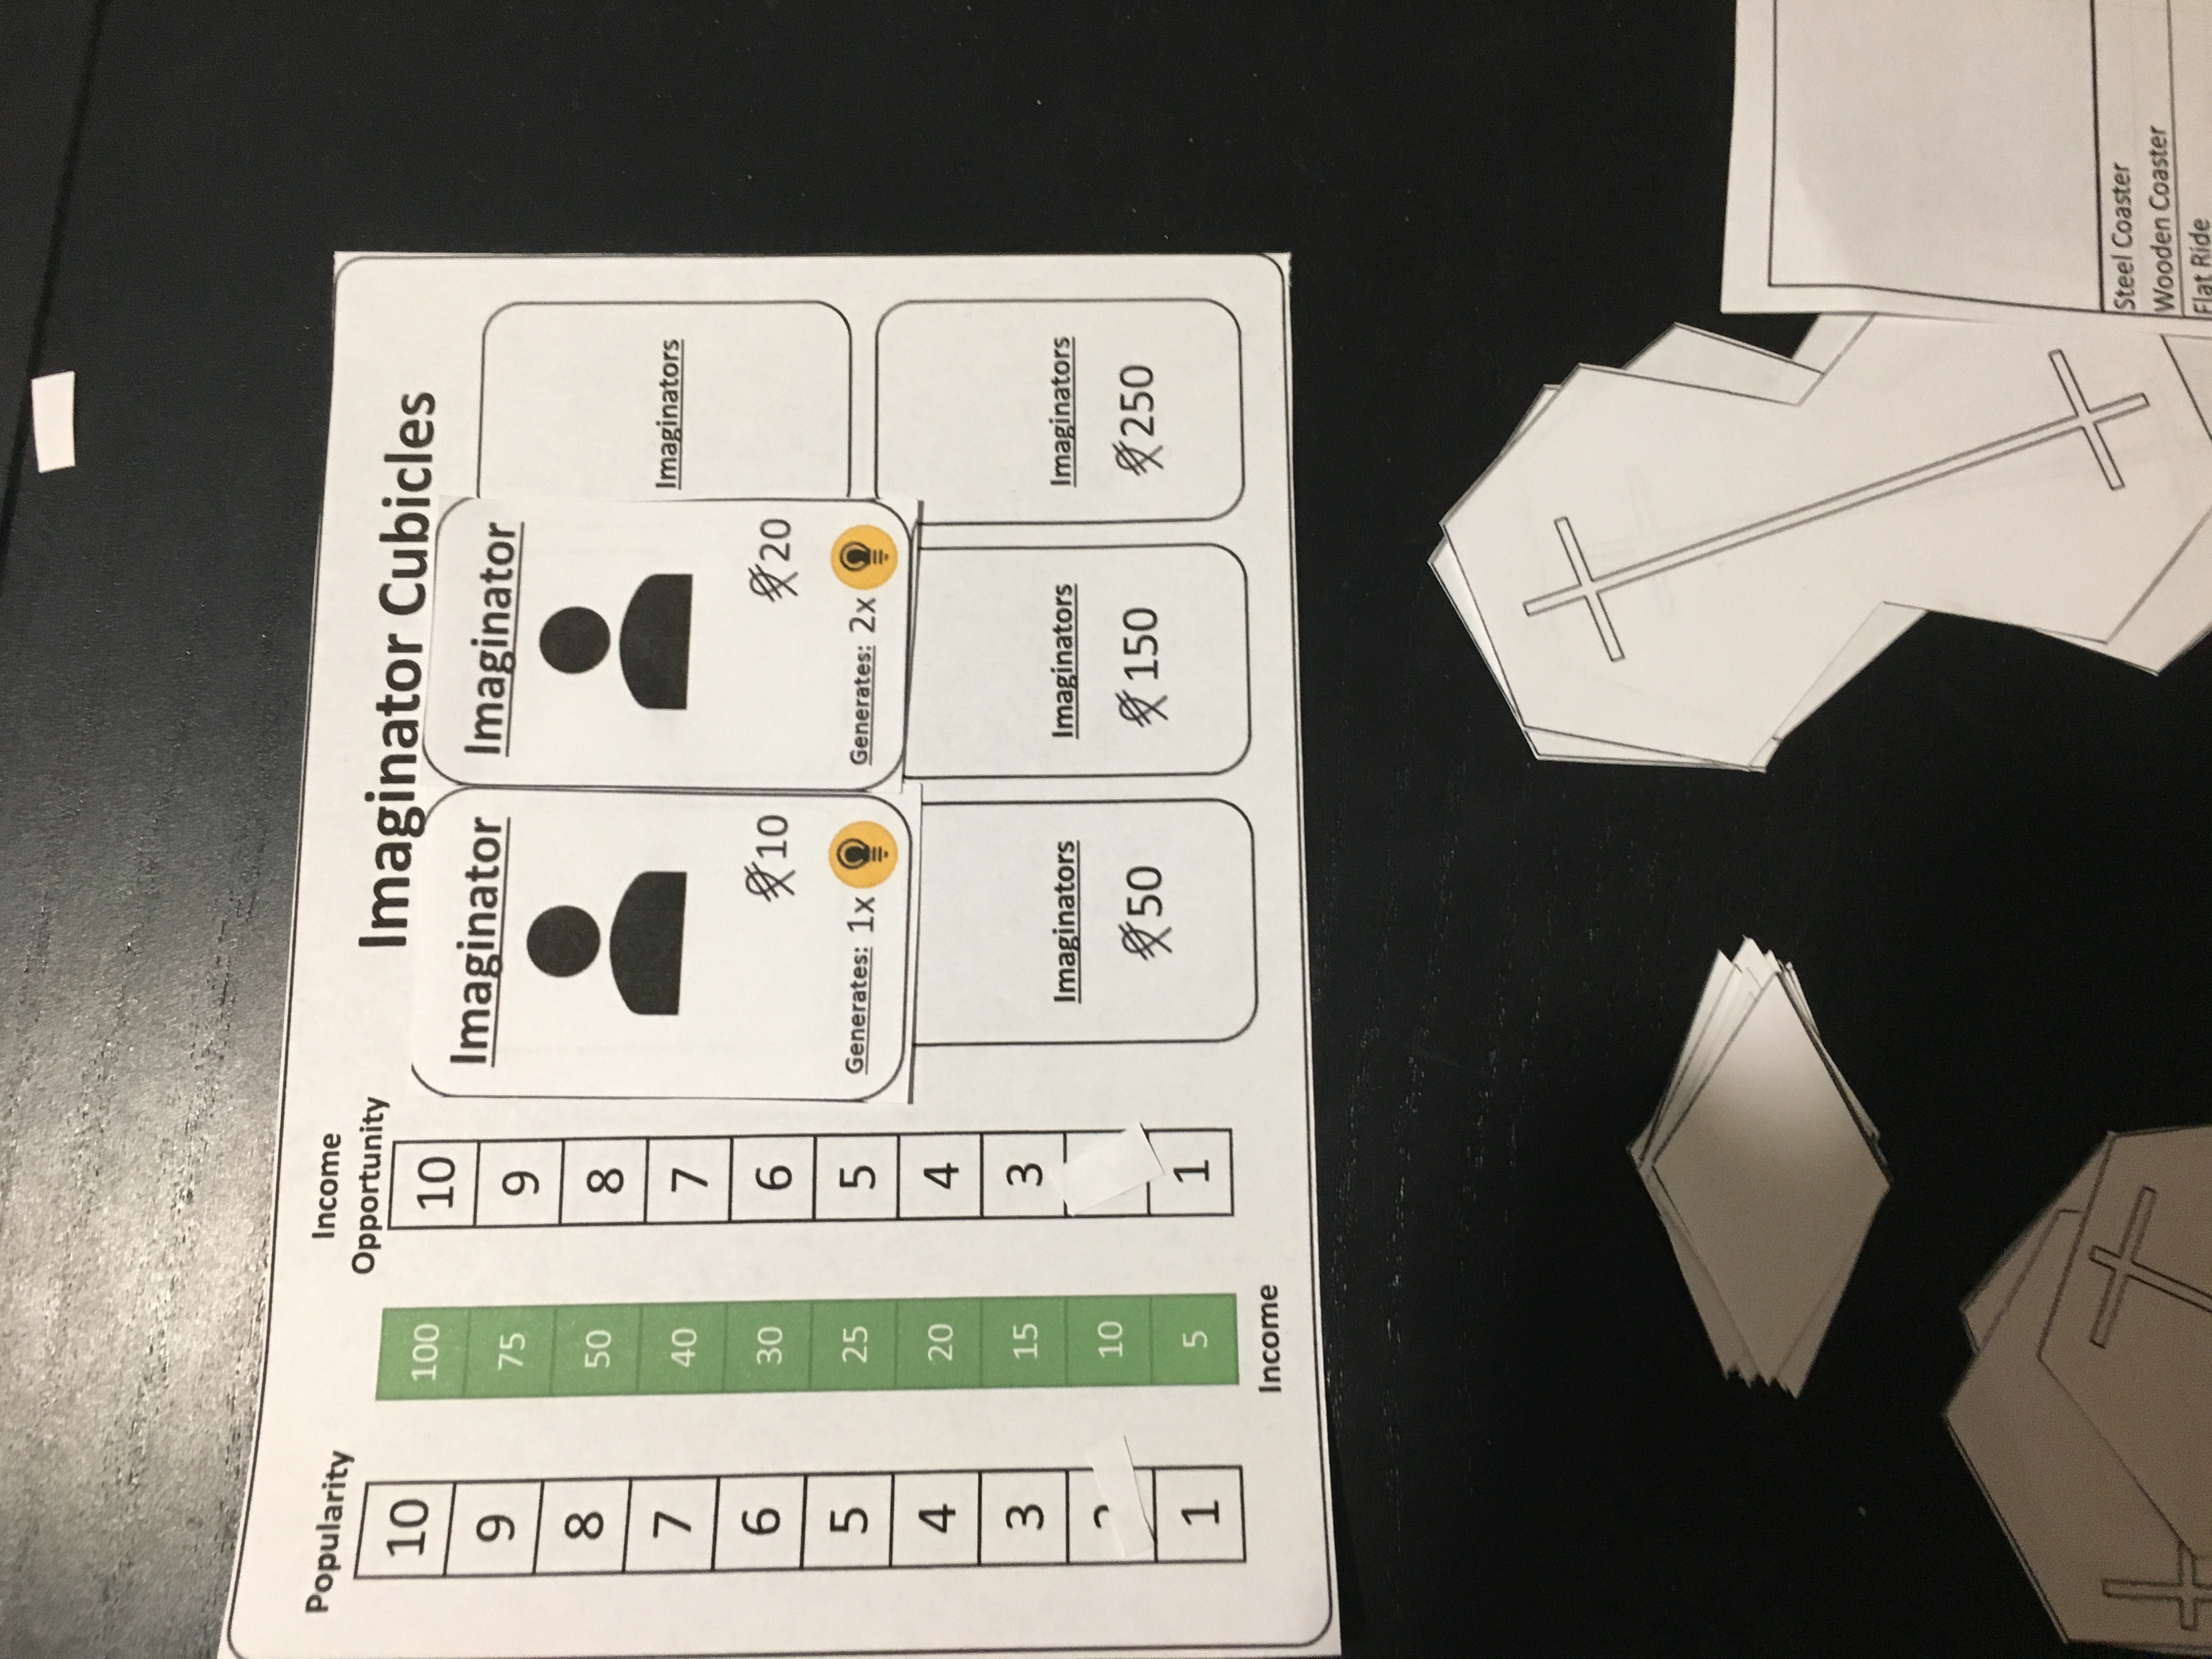 Popularity
10
9
8
7
6
5
4
3
2
1
100
75
50
40
30
25
20
15
10
5
Income
Income
Opportunity
10
9
8
7
6
5
4
3
1
Imaginator Cubicles
Imaginator
10
Generates: 1x
Imaginator
20
Generates: 2x
Imaginators
Imaginators
50
Imaginators
150
Imaginators
250
Steel Coaster
Wooden Coaster
Flat Ride